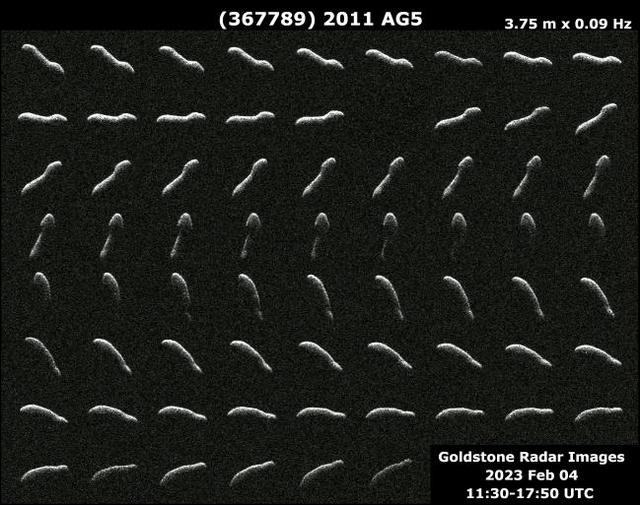 (367789) 2011 AG5
3.75 m x 0.09 Hz
Goldstone Radar Images
2023 Feb 04
11:30-17:50 UTC